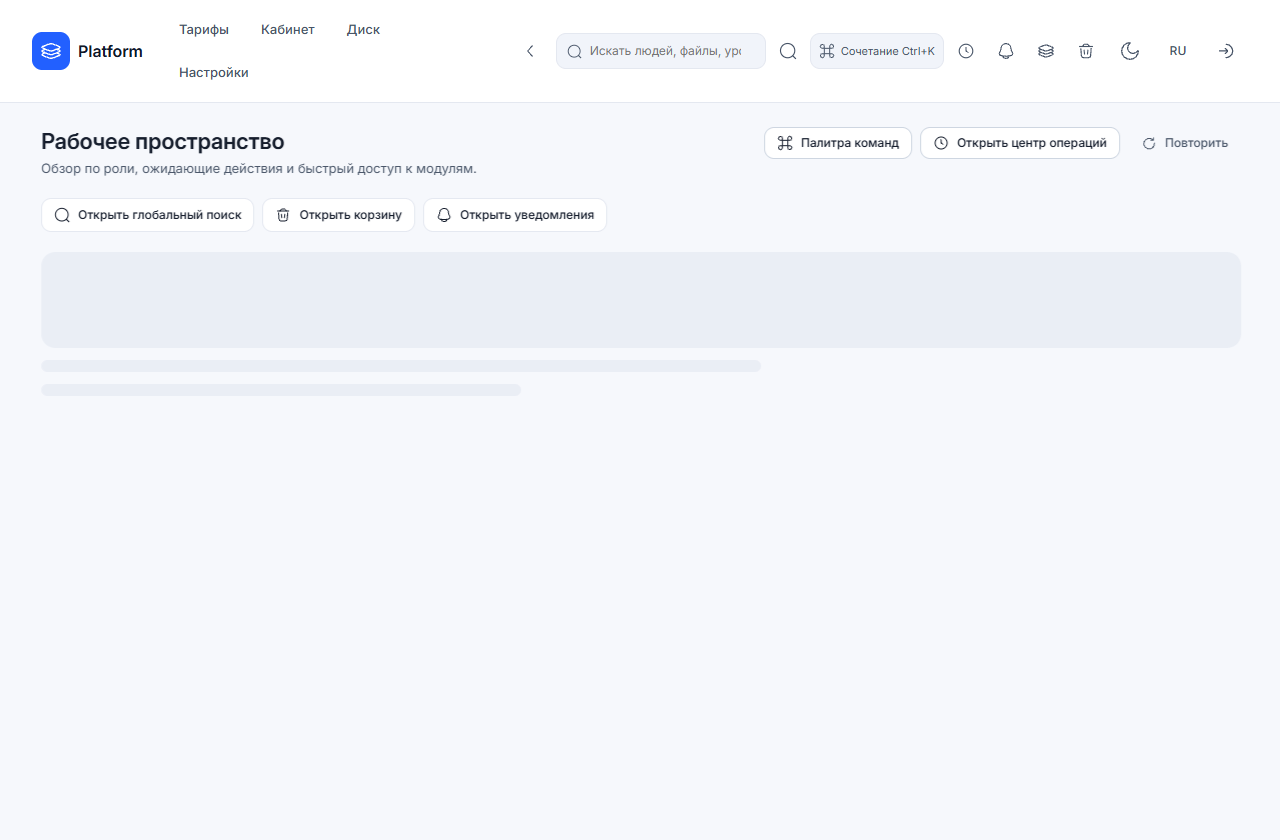 Platform
Тарифы
Кабинет
Диск
Настройки
Искать людей, файлы, уро
Сочетание Ctrl+K
RU
Рабочее пространство
Обзор по роли, ожидающие действия и быстрый доступ к модулям.
Палитра команд
Открыть центр операций
Повторить
Открыть глобальный поиск
Открыть корзину
Открыть уведомления